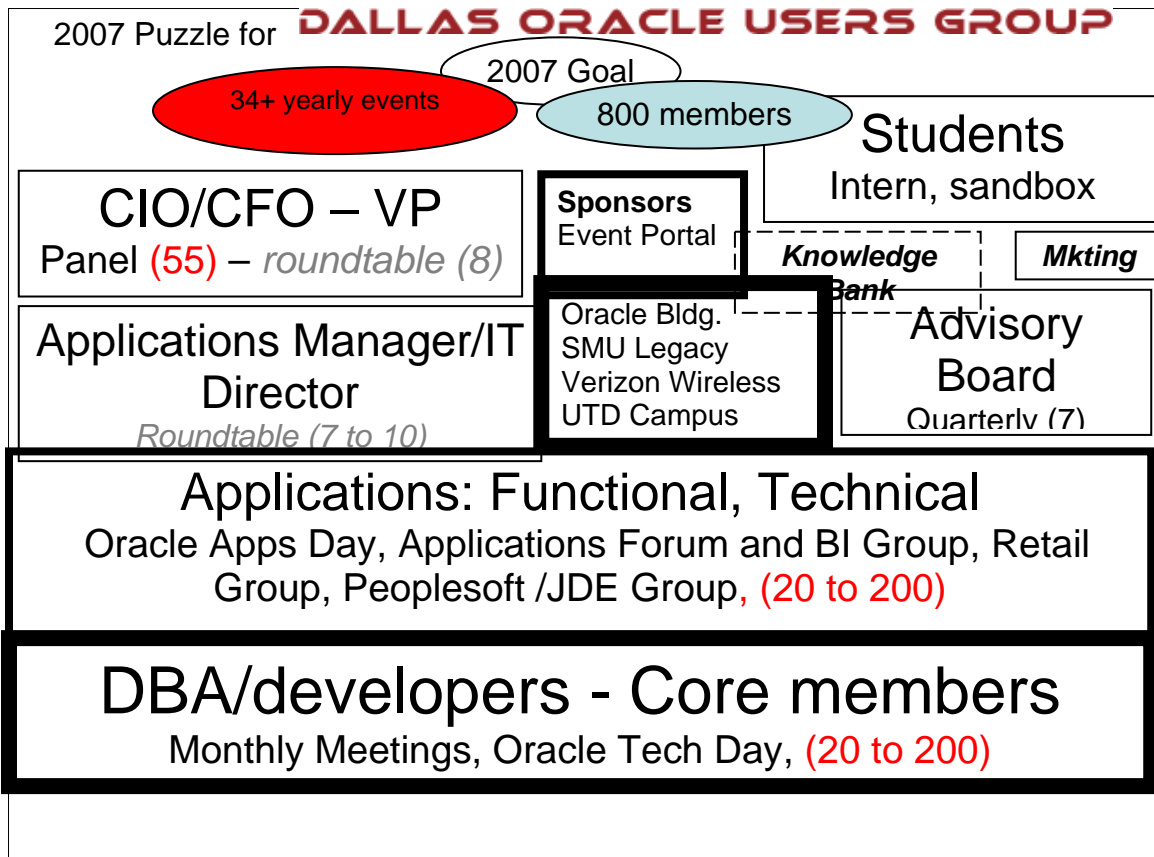 2007 Puzzle for DALLAS ORACLE USERS GROUP
2007 Goal
34+ yearly events
800 members
Students
Intern, sandbox
CIO/CFO – VP
Panel (55) – roundtable (8)
Sponsors
Event Portal
Knowledge
Bank
Mkting
Applications Manager/IT
Director
Roundtable (7 to 10)
Oracle Bldg.
SMU Legacy
Verizon Wireless
UTD Campus
Advisory
Board
Quarterly (7)
Applications: Functional, Technical
Oracle Apps Day, Applications Forum and BI Group, Retail
Group, Peoplesoft /JDE Group, (20 to 200)
DBA/developers - Core members
Monthly Meetings, Oracle Tech Day, (20 to 200)